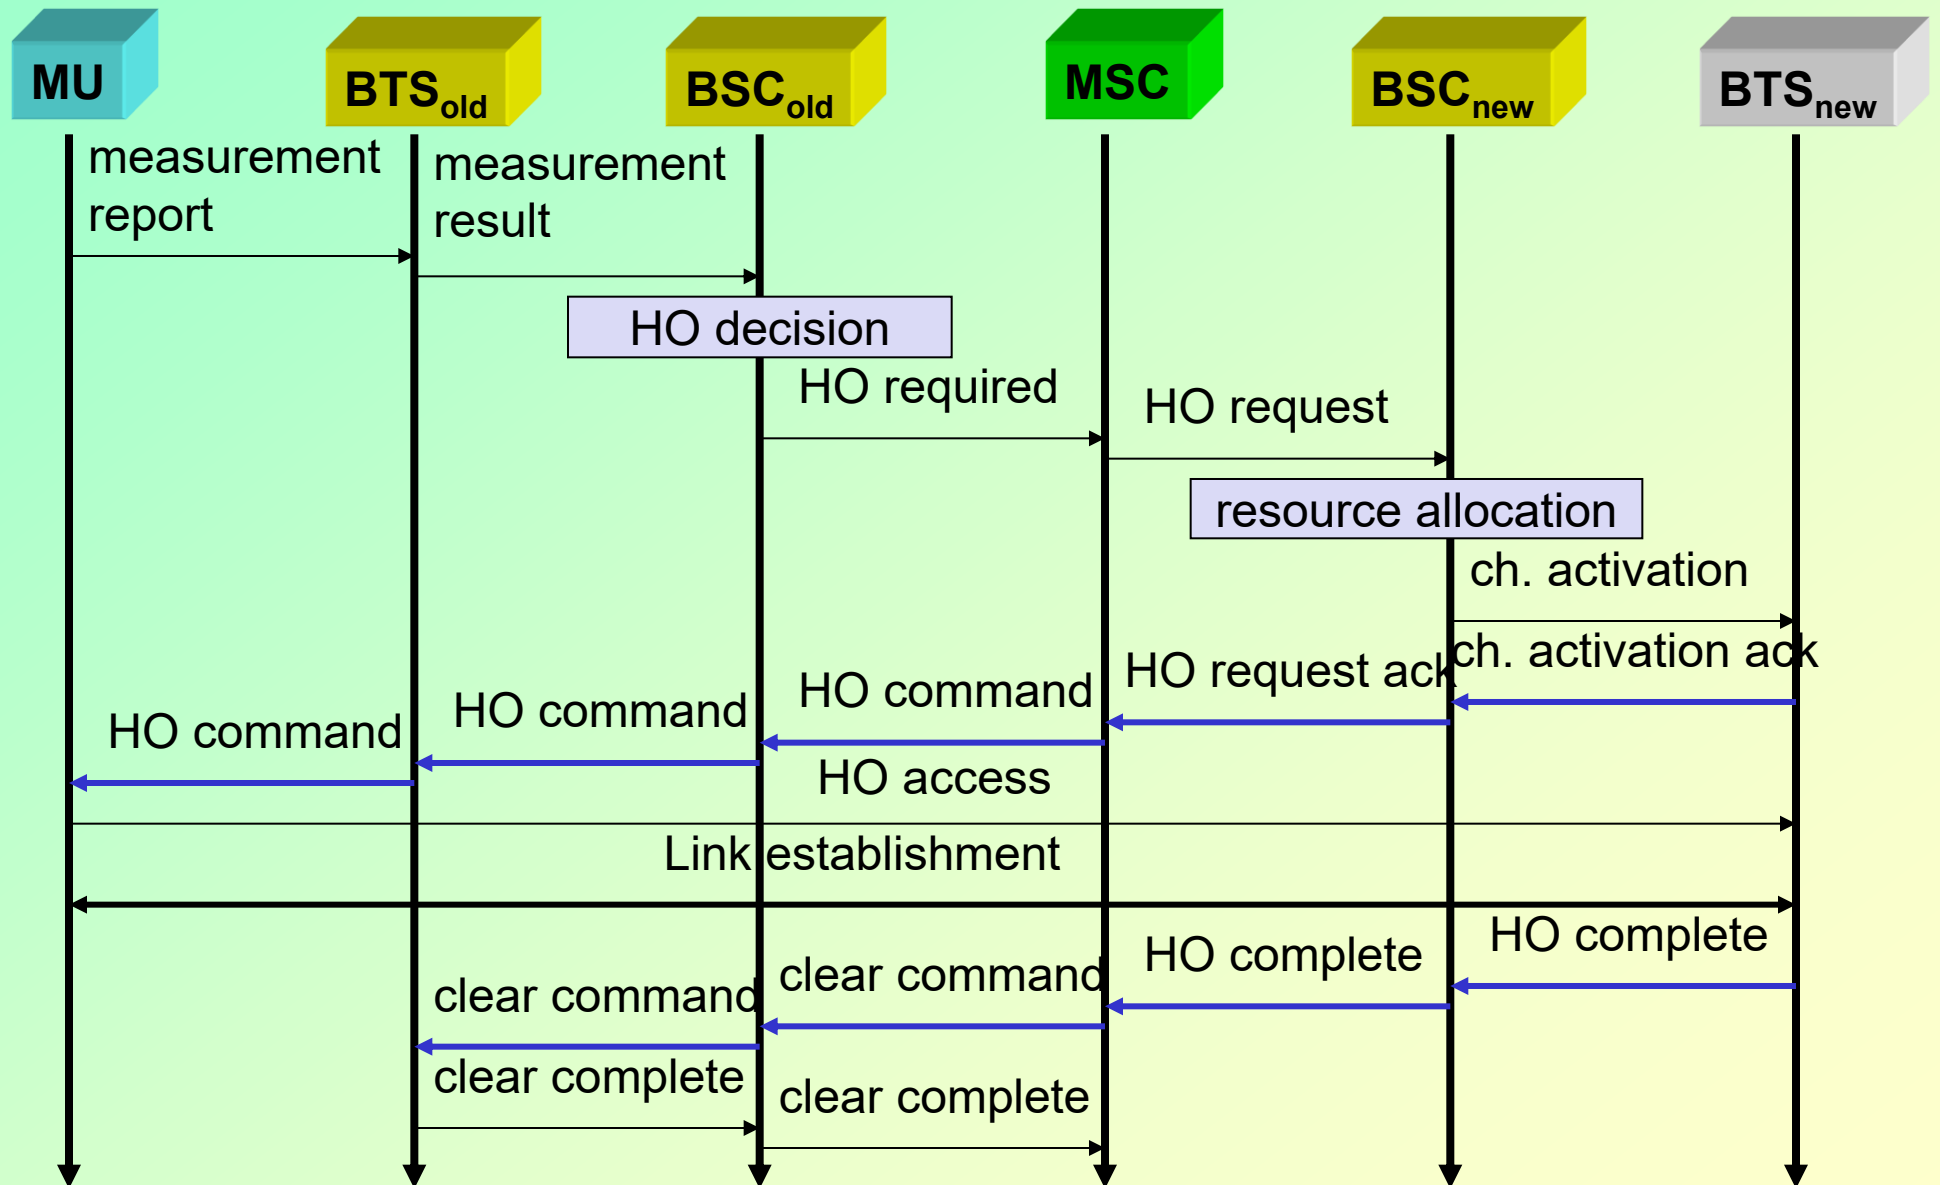 MU
BTSold
BSCold
MSC
BSCnew
BTSnew
measurement
report
measurement
result
HO decision
HO required
HO request
resource allocation
ch. activation
ch. activation ack
HO request ack
HO command
HO command
HO command
HO access
Link establishment
HO complete
HO complete
clear command
clear command
clear complete
clear complete